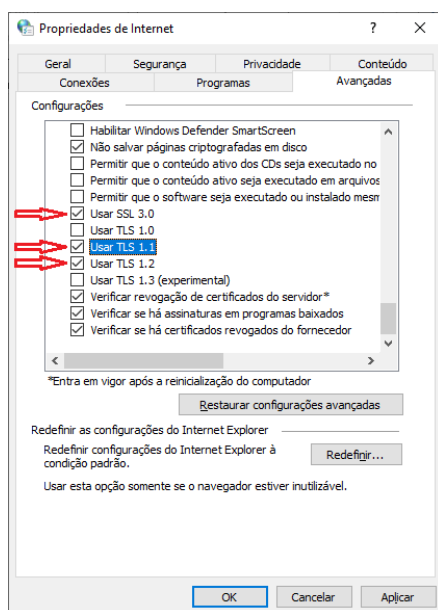 Propriedades de Internet
Geral Segurança Privacidade Conteúdo
Conexões Programas Avançadas
Configurações
Habilitar Windows Defender SmartScreen
Não salvar páginas criptografadas em disco
Permitir que o conteúdo ativo dos CDs seja executado no
Permitir que o conteúdo ativo seja executado em arquivos
Permitir que o software seja executado ou instalado mesm
Usar SSL 3.0
Usar TLS 1.0
Usar TLS 1.1
Usar TLS 1.2
Usar TLS 1.3 (experimental)
Verificar revogação de certificados do servidor*
Verificar se há assinaturas em programas baixados
Verificar se há certificados revogados do fornecedor
*Entra em vigor após a reinicialização do computador
Restaurar configurações avançadas
Redefinir as configurações do Internet Explorer
Redefinir configurações do Internet Explorer à
condição padrão.
Redefinir...
Usar esta opção somente se o navegador estiver inutilizável.
OK Cancelar Aplicar